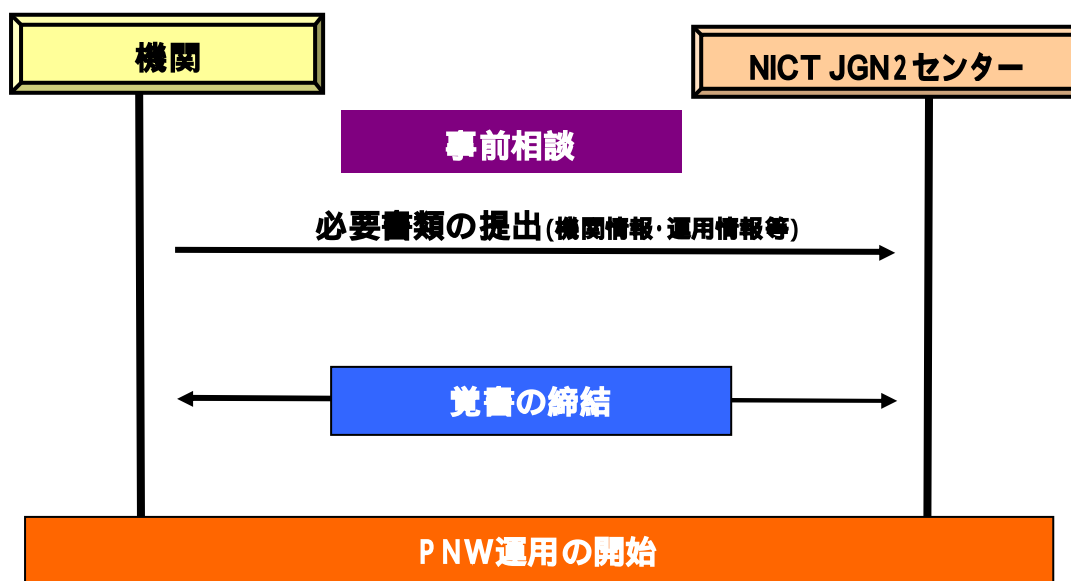 機関
NICT JGN2センター
事前相談
必要書類の提出(機関情報・運用情報等)
覚書の締結
PNW運用の開始